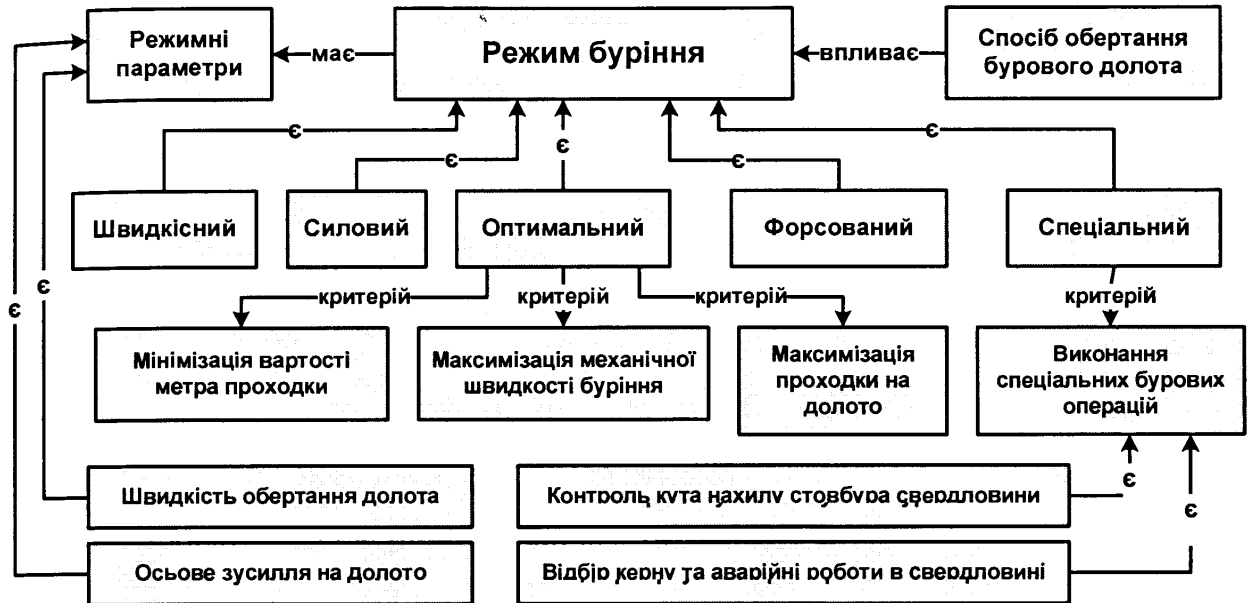 Режимні
параметри
має
Режим буріння
впливає
Спосіб обертання
бурового долота
є
є
є
є
є
Швидкісний
Силовий
Оптимальний
Форсований
Спеціальний
є
є
критерій
критерій
критерій
критерій
Мінімізація вартості
метра проходки
Максимізація механічної
швидкості буріння
Максимізація
проходки на
долото
Виконання
спеціальних бурових
операцій
Швидкість обертання долота
Контроль кута нахилу стовбура свердловини
є
є
Осьове зусилля на долото
Відбір керну та аварійні роботи в свердловині